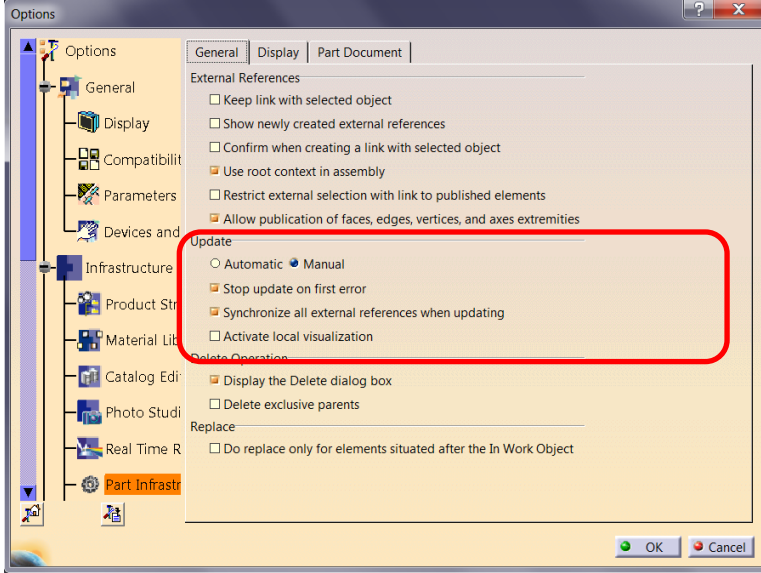 Options
?
X
Options
General
Display
Compatibilit
Parameters
Devices and
Infrastructure
Product Str
Material Lib
Catalog Edi
Photo Studi
Real Time R
Part Infrastr
General Display Part Document
External References
Keep link with selected object
Show newly created external references
Confirm when creating a link with selected object
Use root context in assembly
Restrict external selection with link to published elements
Allow publication of faces, edges, vertices, and axes extremities
Update
Automatic Manual
Stop update on first error
Synchronize all external references when updating
Activate local visualization
Delete Operation
Display the Delete dialog box
Delete exclusive parents
Replace
Do replace only for elements situated after the In Work Object
OK Cancel